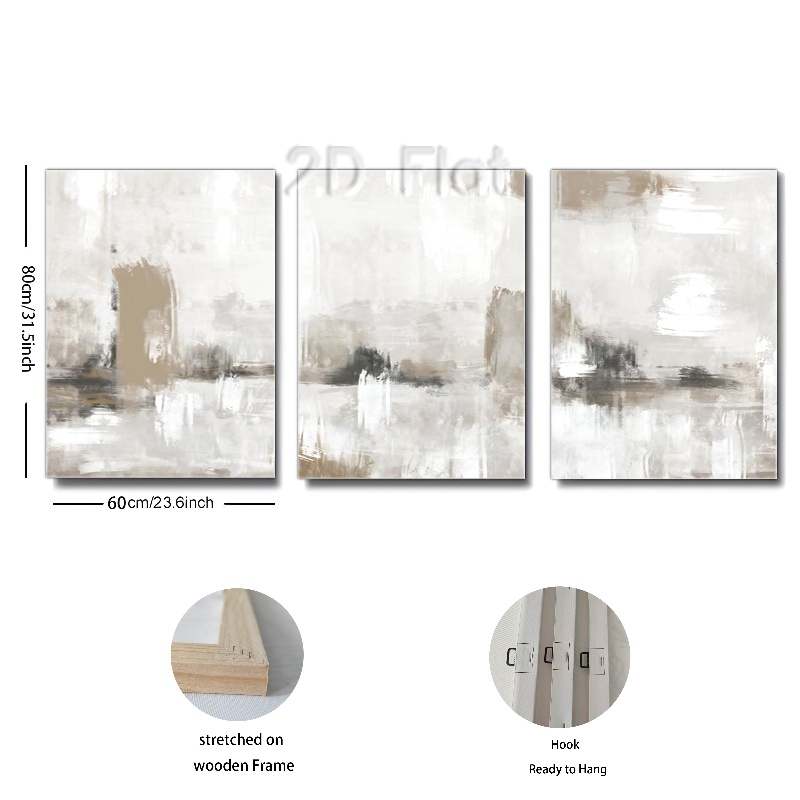 2D Flat
80cm/31.5inch
60cm/23.6inch
stretched on
wooden Frame
Hook
Ready to Hang